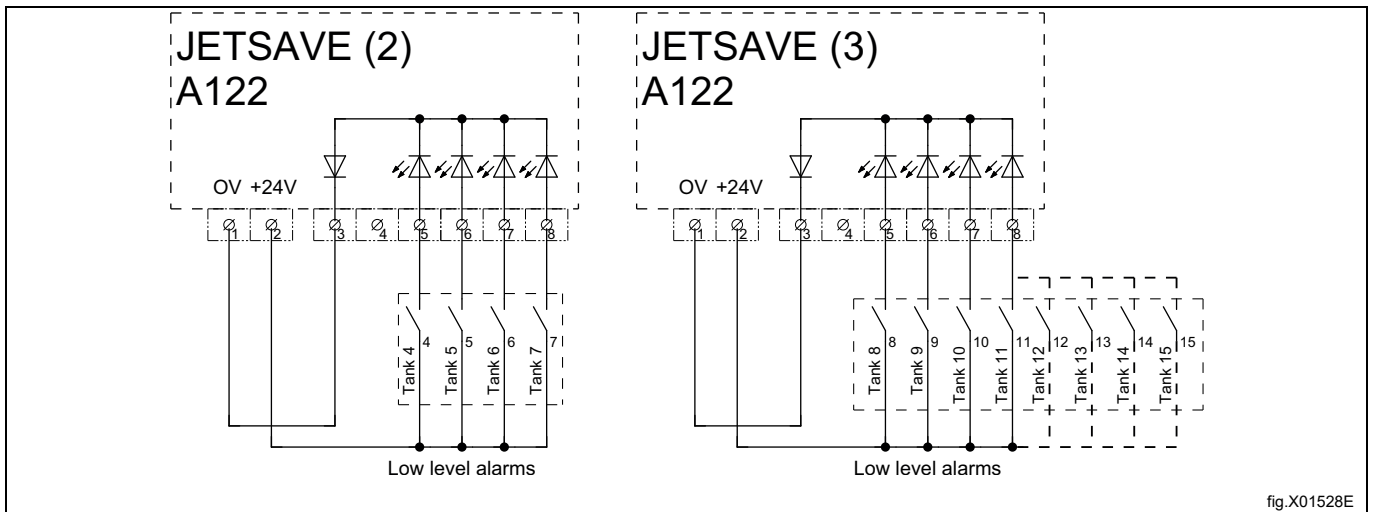 JETSAVE (2)
A122
OV +24V
1 2 3 4 5 6 7 8
Tank 4 4 Tank 5 5 Tank 6 6 Tank 7 7
Low level alarms
JETSAVE (3)
A122
OV +24V
1 2 3 4 5 6 7 8
Tank 8 8 Tank 9 9 Tank 10 10 Tank 11 11 Tank 12 12 Tank 13 13 Tank 14 14 Tank 15 15
Low level alarms
fig.X01528E